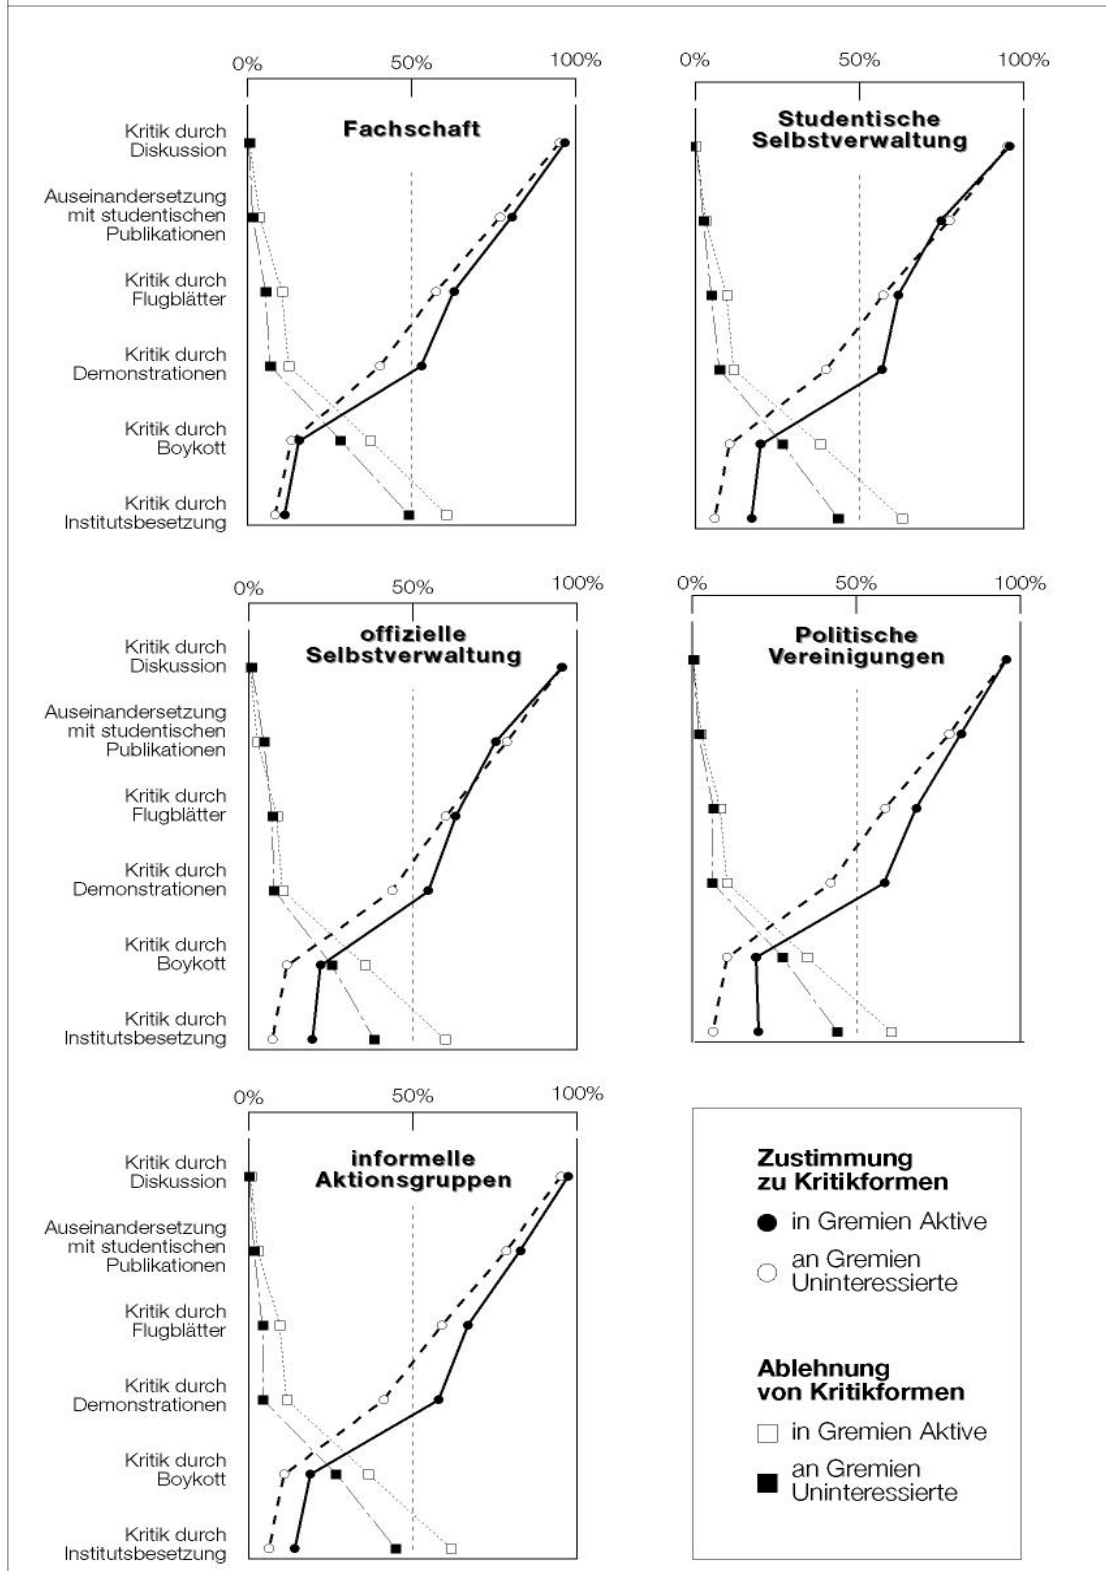 0%
50%
100%
Fachschaft
Kritik durch
Diskussion
Auseinandersetzung
mit studentischen
Publikationen
Kritik durch
Flugblätter
Kritik durch
Demonstrationen
Kritik durch
Boykott
Kritik durch
Institutsbesetzung
0%
50%
100%
Studentische
Selbstverwaltung
0%
50%
100%
offizielle
Selbstverwaltung
Kritik durch
Diskussion
Auseinandersetzung
mit studentischen
Publikationen
Kritik durch
Flugblätter
Kritik durch
Demonstrationen
Kritik durch
Boykott
Kritik durch
Institutsbesetzung
0%
50%
100%
Politische
Vereinigungen
0%
50%
100%
informelle
Aktionsgruppen
Kritik durch
Diskussion
Auseinandersetzung
mit studentischen
Publikationen
Kritik durch
Flugblätter
Kritik durch
Demonstrationen
Kritik durch
Boykott
Kritik durch
Institutsbesetzung
Zustimmung
zu Kritikformen
in Gremien Aktive
an Gremien
Uninteressierte
Ablehnung
von Kritikformen
in Gremien Aktive
an Gremien
Uninteressierte